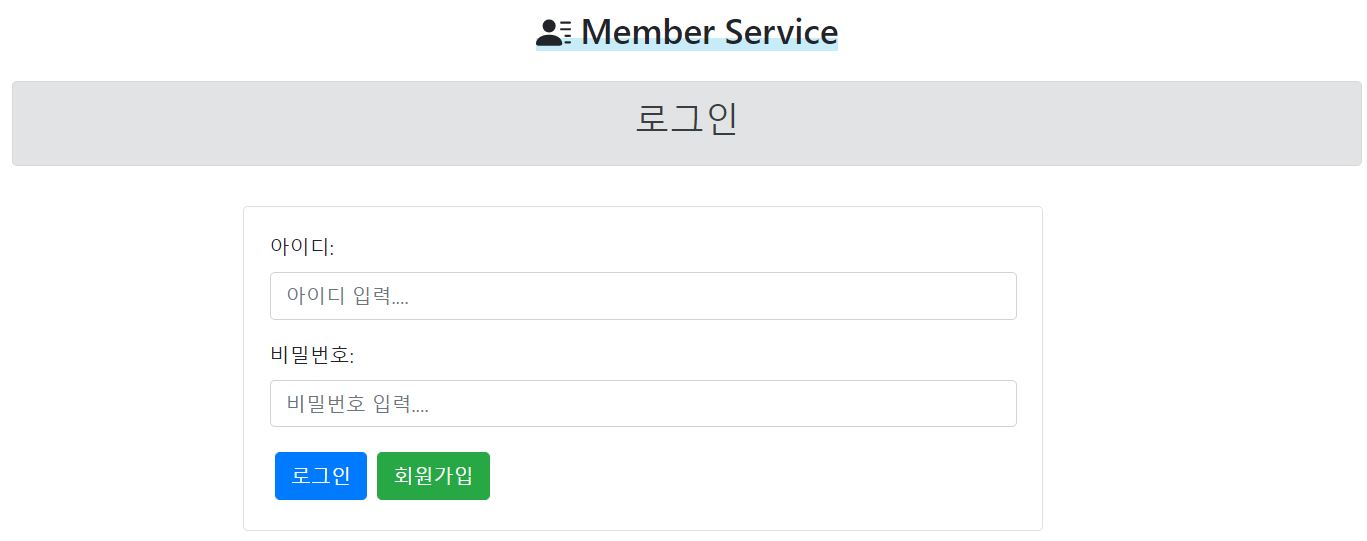 Member Service
로그인
아이디:
아이디 입력....
비밀번호:
비밀번호 입력....
로그인 회원가입